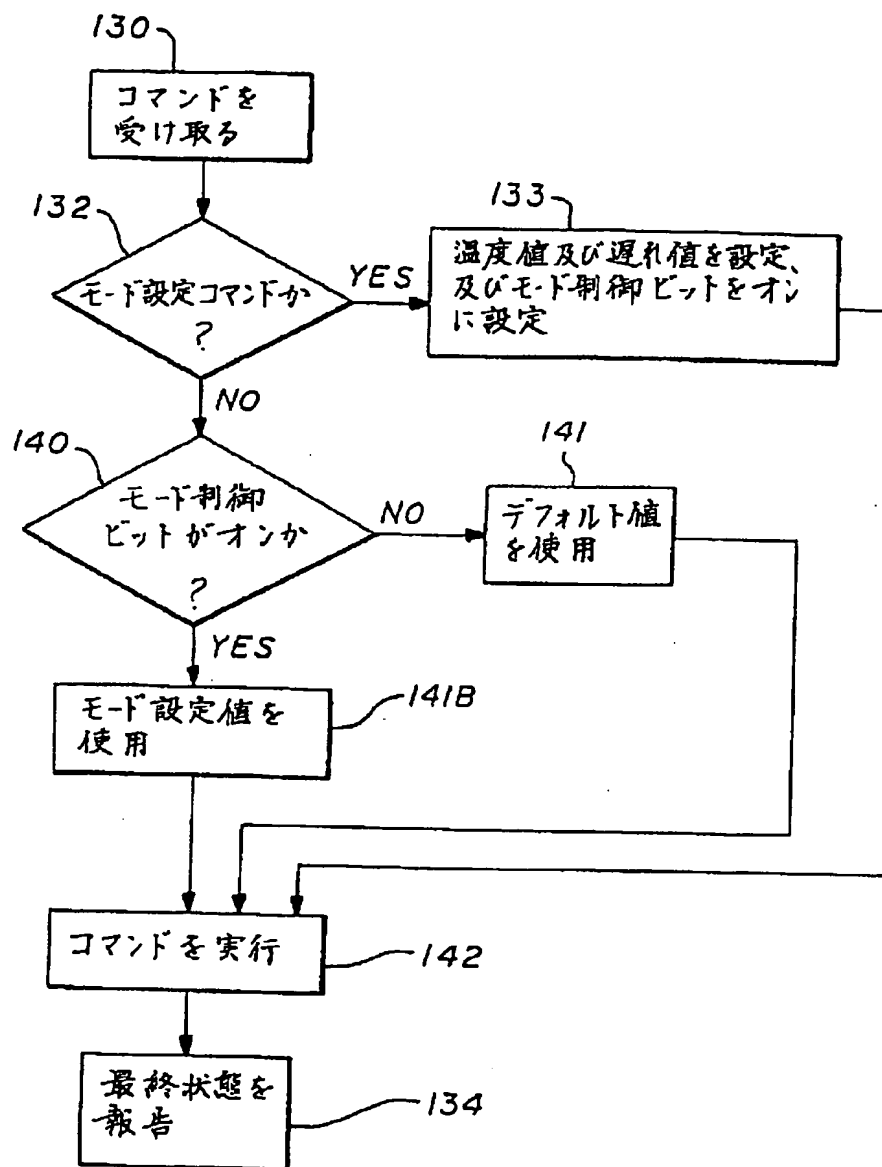 130
コマンドを
受け取る
132
モード設定コマンドか
?
YES
133
温度値及び遅れ値を設定、
及びモード制御ビットをオン
に設定
NO
140
モード制御
ビットがオンか
?
NO
141
デフォルト値
を使用
YES
モード設定値を
使用
141B
コマンドを実行
142
最終状態を
報告
134